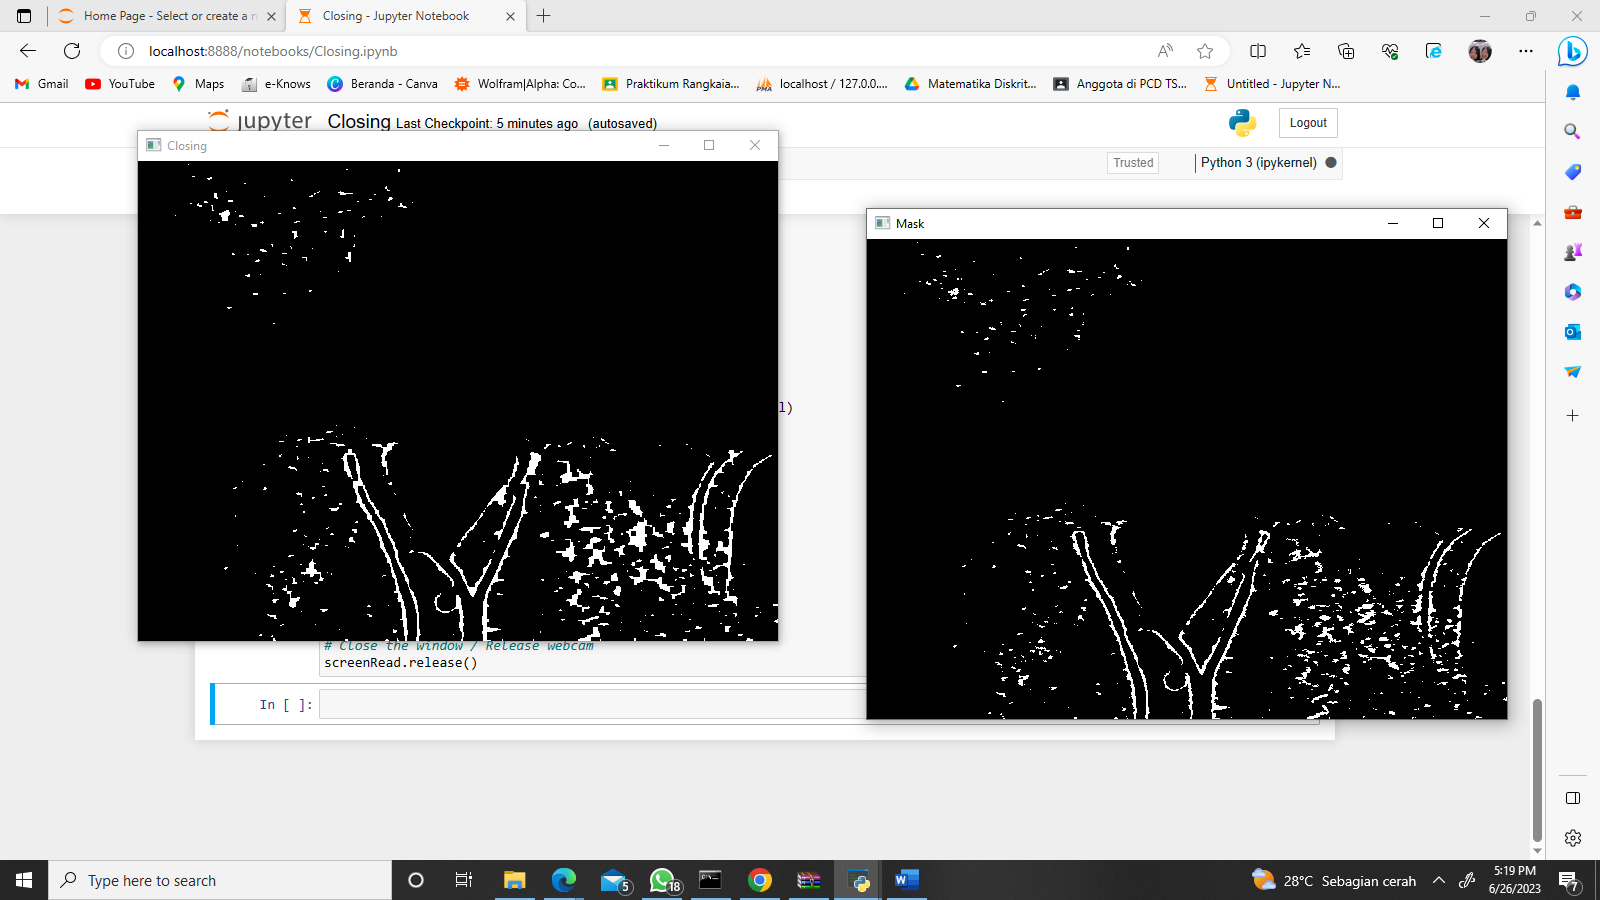 Home Page - Select or create a n
Closing - Jupyter Notebook
localhost:8888/notebooks/Closing.ipynb
Gmail
YouTube
Maps
e-Knows
Beranda - Canva
Wolfram|Alpha: Co...
Praktikum Rangkaia...
localhost / 127.0.0....
Matematika Diskrit...
Anggota di PCD TS...
Untitled - Jupyter N...
jupyter Closing Last Checkpoint: 5 minutes ago (autosaved)
Logout
Trusted
Python 3 (ipykernel)
Closing
Mask
l)
# Close the window / Release webcam
screenRead.release()
In [ ]:
Type here to search
5
18
28°C Sebagian cerah
5:19 PM
6/26/2023
7